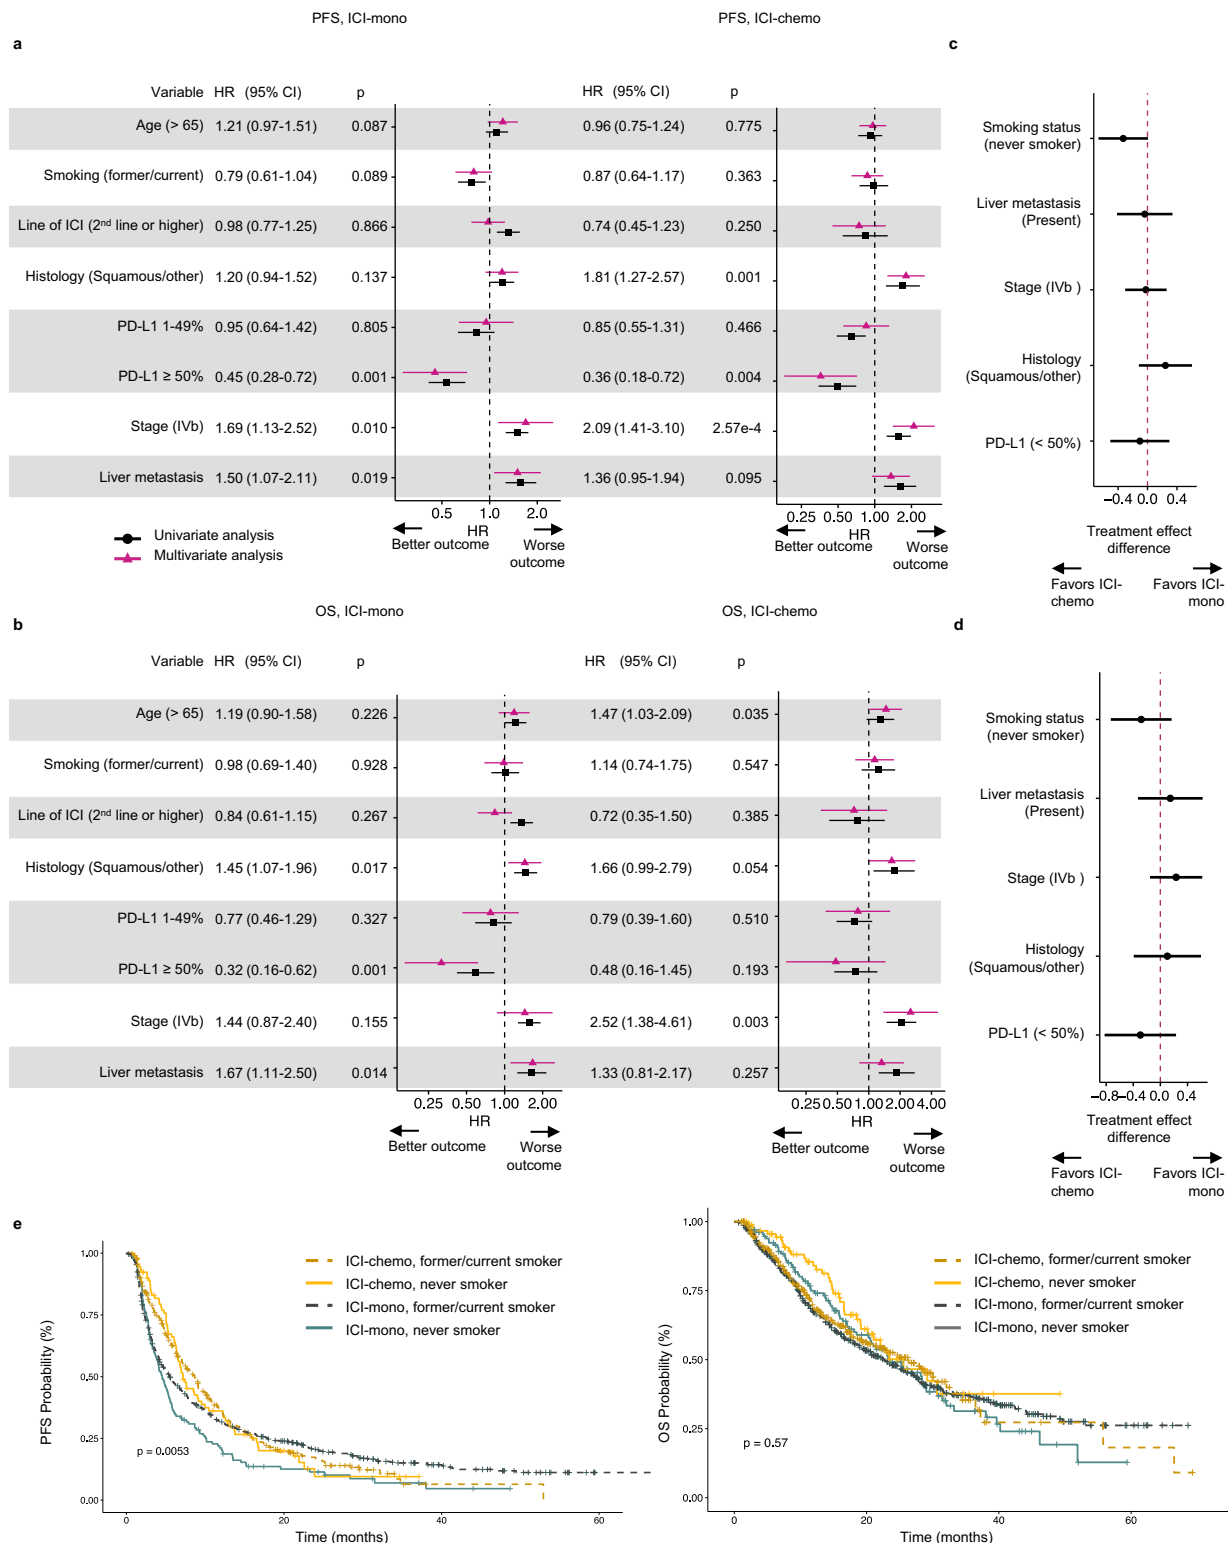 PFS, ICI-mono
PFS, ICI-chemo
a
Variable HR (95% CI) p
HR (95% CI) p
Age (> 65) 1.21 (0.97-1.51) 0.087
0.96 (0.75-1.24) 0.775
Smoking (former/current) 0.79 (0.61-1.04) 0.089
0.87 (0.64-1.17) 0.363
Line of ICI (2nd line or higher) 0.98 (0.77-1.25) 0.866
0.74 (0.45-1.23) 0.250
Histology (Squamous/other) 1.20 (0.94-1.52) 0.137
1.81 (1.27-2.57) 0.001
PD-L1 1-49% 0.95 (0.64-1.42) 0.805
0.85 (0.55-1.31) 0.466
PD-L1 ≥ 50% 0.45 (0.28-0.72) 0.001
0.36 (0.18-0.72) 0.004
Stage (IVb) 1.69 (1.13-2.52) 0.010
2.09 (1.41-3.10) 2.57e-4
Liver metastasis 1.50 (1.07-2.11) 0.019
1.36 (0.95-1.94) 0.095
0.5 1.0 2.0
HR
Better outcome
Worse
outcome
0.25 0.50 1.00 2.00
HR
Better outcome
Worse
outcome
Univariate analysis
Multivariate analysis
c
Smoking status
(never smoker)
Liver metastasis
(Present)
Stage (IVb )
Histology
(Squamous/other)
PD-L1 (< 50%)
−0.4 0.0 0.4
Treatment effect
difference
Favors ICI-
chemo
Favors ICI-
mono
OS, ICI-mono
OS, ICI-chemo
b
Variable HR (95% CI) p
HR (95% CI) p
Age (> 65) 1.19 (0.90-1.58) 0.226
1.47 (1.03-2.09) 0.035
Smoking (former/current) 0.98 (0.69-1.40) 0.928
1.14 (0.74-1.75) 0.547
Line of ICI (2nd line or higher) 0.84 (0.61-1.15) 0.267
0.72 (0.35-1.50) 0.385
Histology (Squamous/other) 1.45 (1.07-1.96) 0.017
1.66 (0.99-2.79) 0.054
PD-L1 1-49% 0.77 (0.46-1.29) 0.327
0.79 (0.39-1.60) 0.510
PD-L1 ≥ 50% 0.32 (0.16-0.62) 0.001
0.48 (0.16-1.45) 0.193
Stage (IVb) 1.44 (0.87-2.40) 0.155
2.52 (1.38-4.61) 0.003
Liver metastasis 1.67 (1.11-2.50) 0.014
1.33 (0.81-2.17) 0.257
0.25 0.50 1.00 2.00
HR
Better outcome
Worse
outcome
0.25 0.50 1.00 2.00 4.00
HR
Better outcome
Worse
outcome
d
Smoking status
(never smoker)
Liver metastasis
(Present)
Stage (IVb )
Histology
(Squamous/other)
PD-L1 (< 50%)
−0.8 −0.4 0.0 0.4
Treatment effect
difference
Favors ICI-
chemo
Favors ICI-
mono
e
PFS Probability (%)
1.00
0.75
0.50
0.25
0.00
ICI-chemo, former/current smoker
ICI-chemo, never smoker
ICI-mono, former/current smoker
ICI-mono, never smoker
p = 0.0053
0 20 40 60
Time (months)
OS Probability (%)
1.00
0.75
0.50
0.25
0.00
ICI-chemo, former/current smoker
ICI-chemo, never smoker
ICI-mono, former/current smoker
ICI-mono, never smoker
p = 0.57
0 20 40 60
Time (months)